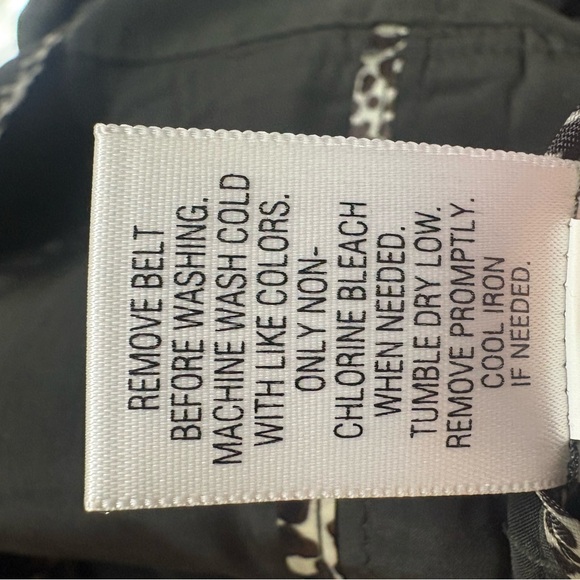 REMOVE BELT
BEFORE WASHING.
MACHINE WASH COLD
WITH LIKE COLORS.
ONLY NON-
CHLORINE BLEACH
WHEN NEEDED.
TUMBLE DRY LOW.
REMOVE PROMPTLY.
COOL IRON
IF NEEDED.